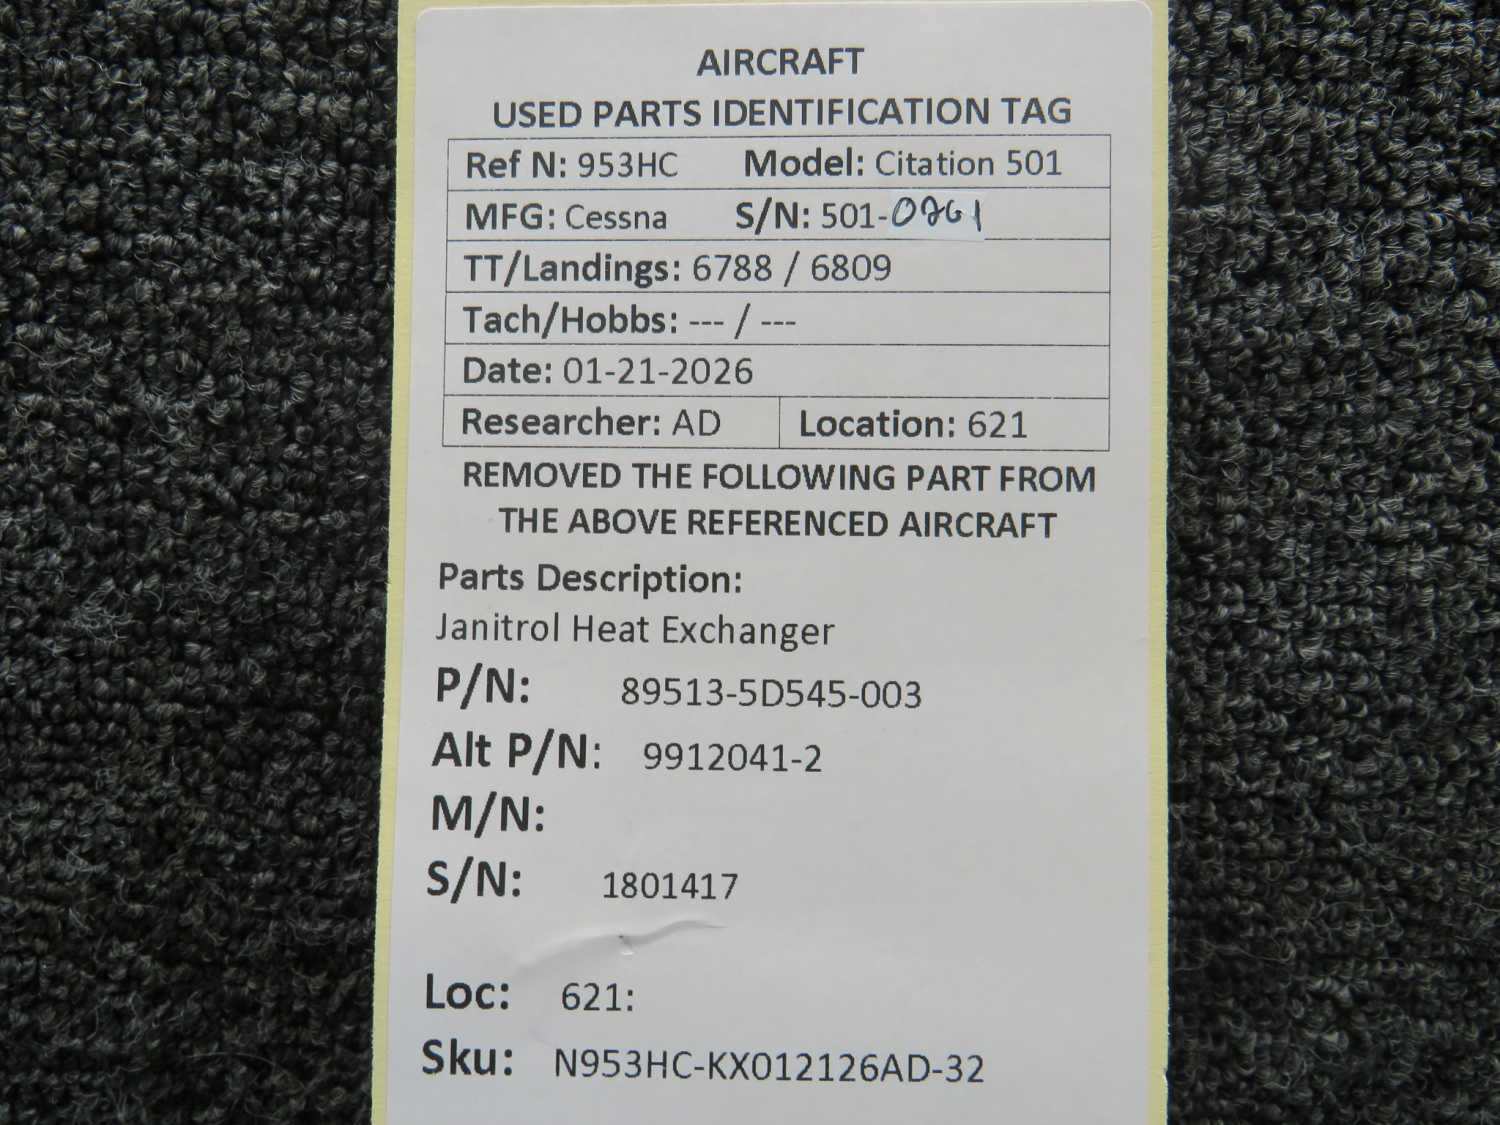 AIRCRAFT
USED PARTS IDENTIFICATION TAG
Ref N: 953HC Model: Citation 501
MFG: Cessna S/N: 501-0261
TT/Landings: 6788 / 6809
Tach/Hobbs: --- / ---
Date: 01-21-2026
Researcher: AD Location: 621
REMOVED THE FOLLOWING PART FROM
THE ABOVE REFERENCED AIRCRAFT
Parts Description:
Janitrol Heat Exchanger
P/N: 89513-5D545-003
Alt P/N: 9912041-2
M/N:
S/N: 1801417
Loc: 621:
Sku: N953HC-KX012126AD-32